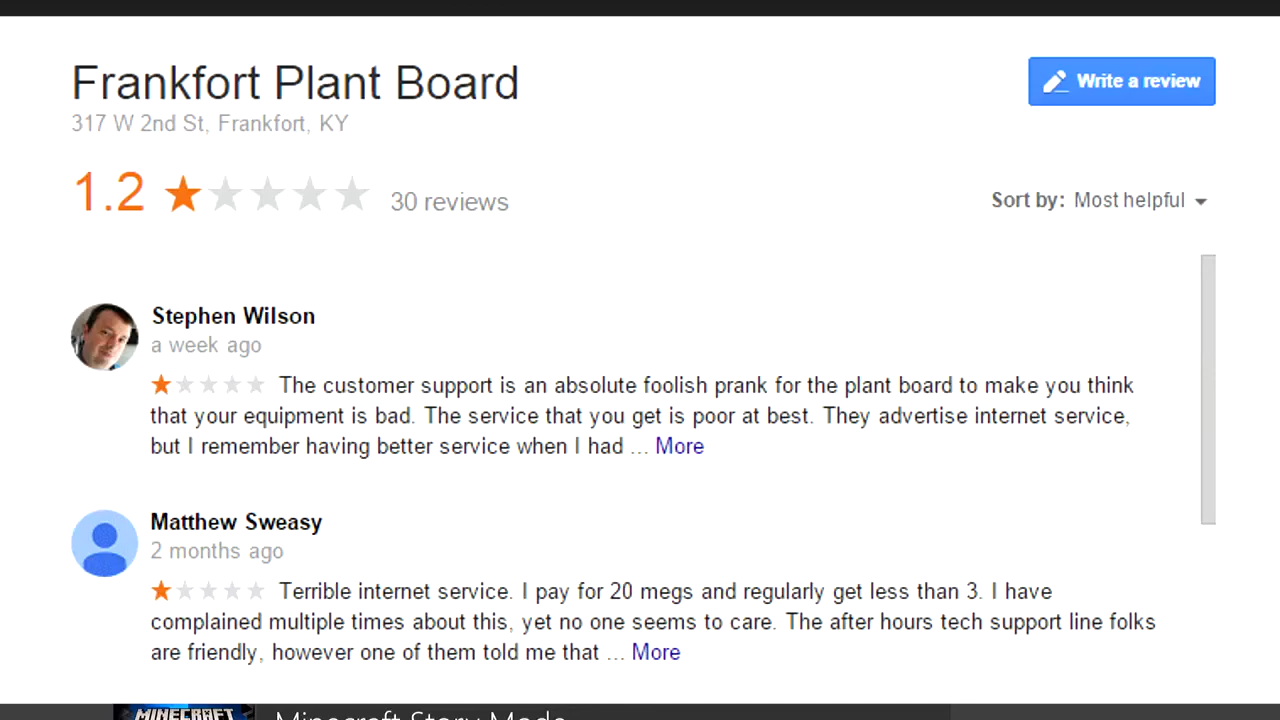 Frankfort Plant Board
Write a review
317 W 2nd St, Frankfort, KY
1.2 30 reviews
Sort by: Most helpful
Stephen Wilson
a week ago
The customer support is an absolute foolish prank for the plant board to make you think
that your equipment is bad. The service that you get is poor at best. They advertise internet service,
but I remember having better service when I had ... More
Matthew Sweasy
2 months ago
Terrible internet service. I pay for 20 megs and regularly get less than 3. I have
complained multiple times about this, yet no one seems to care. The after hours tech support line folks
are friendly, however one of them told me that ... More
MINECRAFT
Minecraft Story Mode